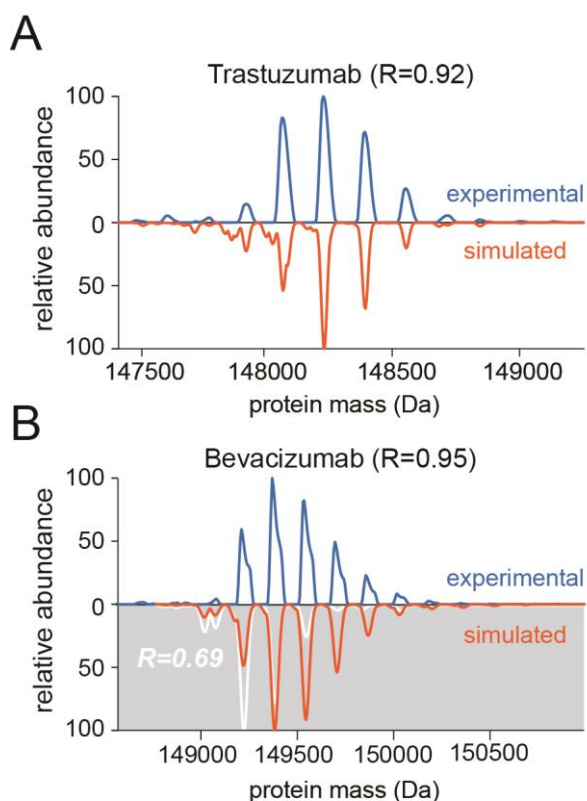 A
Trastuzumab (R=0.92)
100
50
0
50
100
relative abundance
experimental
simulated
147500 148000 148500 149000
protein mass (Da)
B
Bevacizumab (R=0.95)
100
50
0
50
100
relative abundance
experimental
simulated
R=0.69
149000 149500 150000 150500
protein mass (Da)